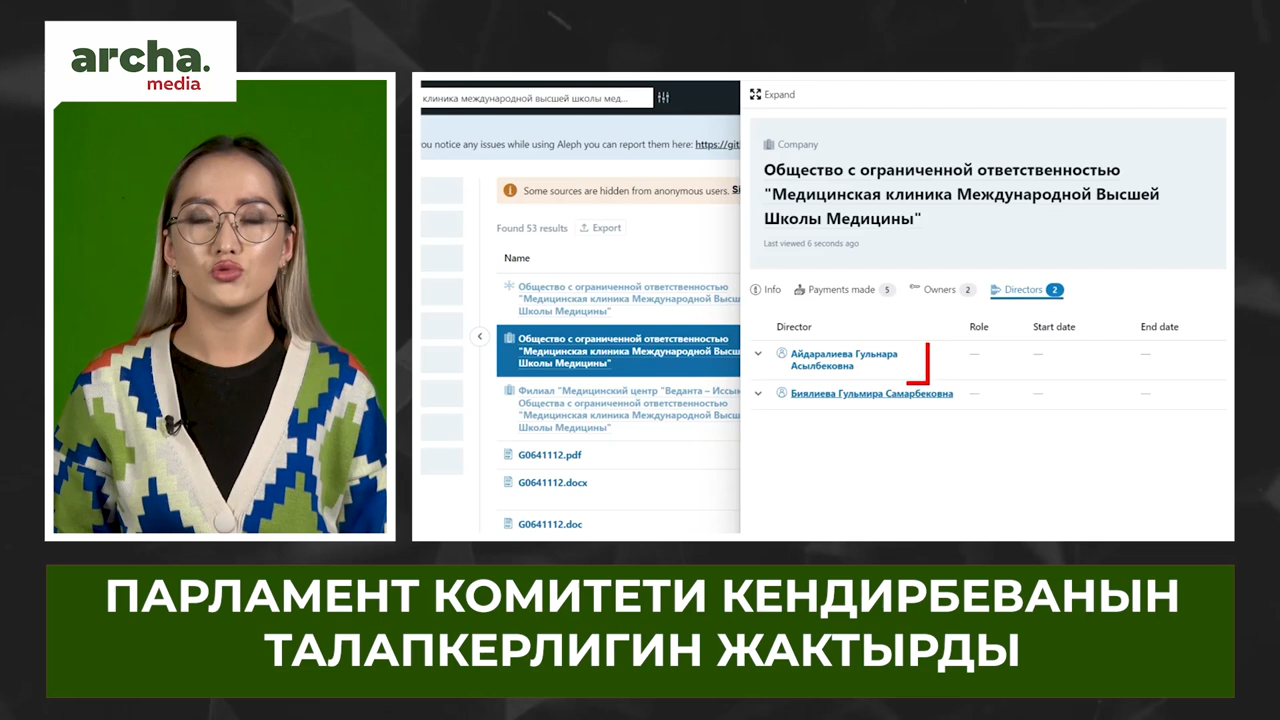 archa.
media
клиника международной высшей школы мед...
Expand
you notice any issues while using Aleph you can report them here: https://git
Company
Общество с ограниченной ответственностью
"Медицинская клиника Международной Высшей
Школы Медицины"
Last viewed 6 seconds ago
Some sources are hidden from anonymous users. Si
Found 53 results
Export
Name
Общество с ограниченной ответственностью
"Медицинская клиника Международной Высш
Школы Медицины"
Общество с ограниченной ответственностью
"Медицинская клиника Международной Высш
Школы Медицины"
Филиал "Медицинский центр "Веданта – Иссык
Общества с ограниченной ответственностью
"Медицинская клиника Международной Высш
Школы Медицины"
G0641112.pdf
G0641112.docx
G0641112.doc
Info
Payments made 5
Owners 2
Directors 2
Director Role Start date End date
Айдаралиева Гульнара — — —
Асылбековна
Биялиева Гульмира Самарбековна — — —
ПАРЛАМЕНТ КОМИТЕТИ КЕНДИРБЕВАНЫН
ТАЛАПКЕРЛИГИН ЖАКТЫРДЫ